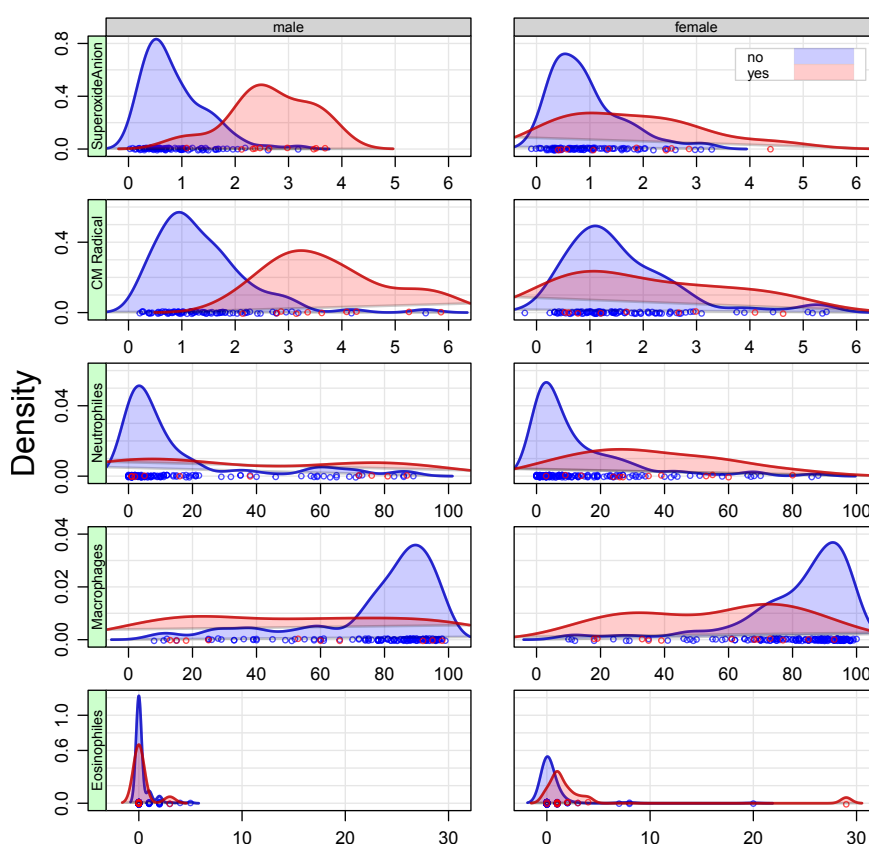 male
female
SuperoxideAnion
0.0 0.4 0.8
no
yes
0 1 2 3 4 5 6
0 1 2 3 4 5 6
CM Radical
0.0 0.4
0 1 2 3 4 5 6
0 1 2 3 4 5 6
Density
Neutrophiles
0.00 0.04
0 20 40 60 80 100
0 20 40 60 80 100
Macrophages
0.00 0.02 0.04
0 20 40 60 80 100
0 20 40 60 80 100
Eosinophiles
0.0 0.6 1.0
0 10 20 30
0 10 20 30